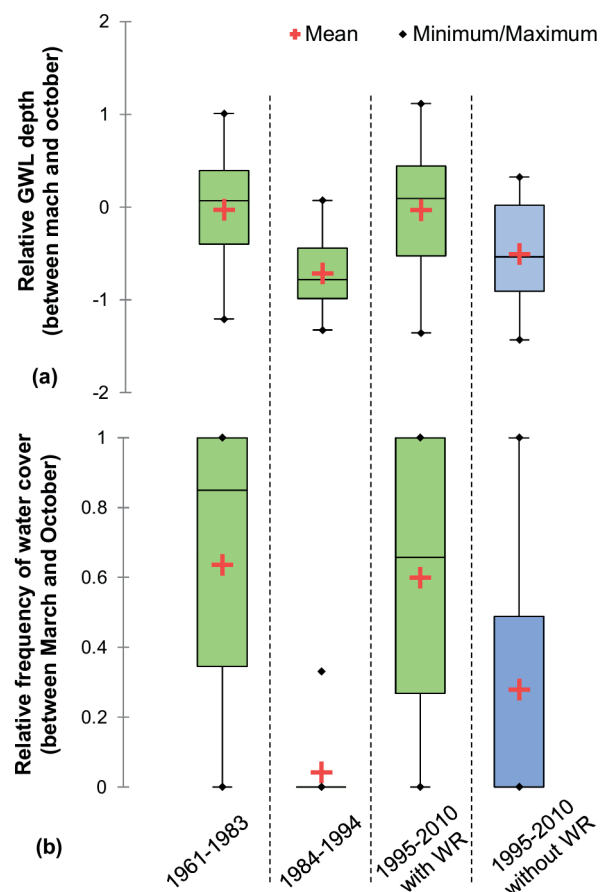 Mean
Minimum/Maximum
Relative GWL depth
(between mach and october)
2
1
0
-1
-2
(a)
Relative frequency of water cover
(between March and October)
1
0.8
0.6
0.4
0.2
0
(b)
1961-1983
1984-1994
1995-2010
with WR
1995-2010
without WR